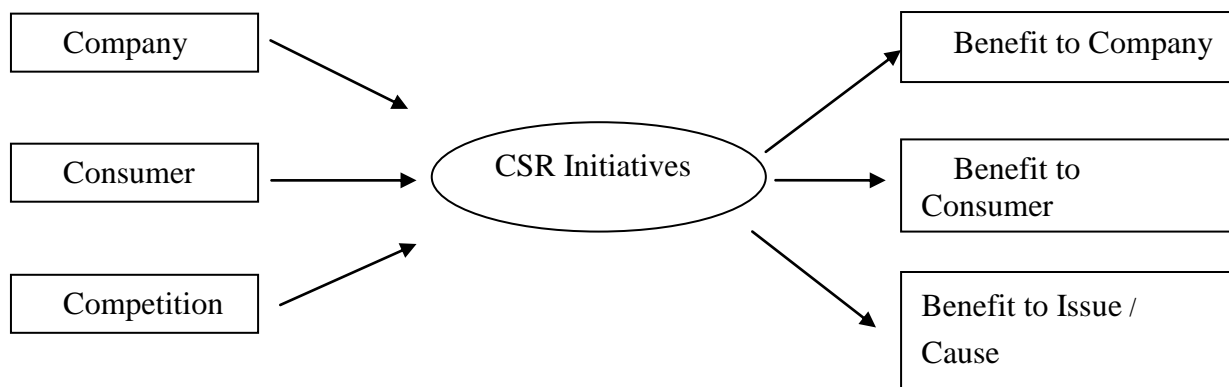 Company
Consumer
Competition
CSR Initiatives
Benefit to Company
Benefit to
Consumer
Benefit to Issue /
Cause